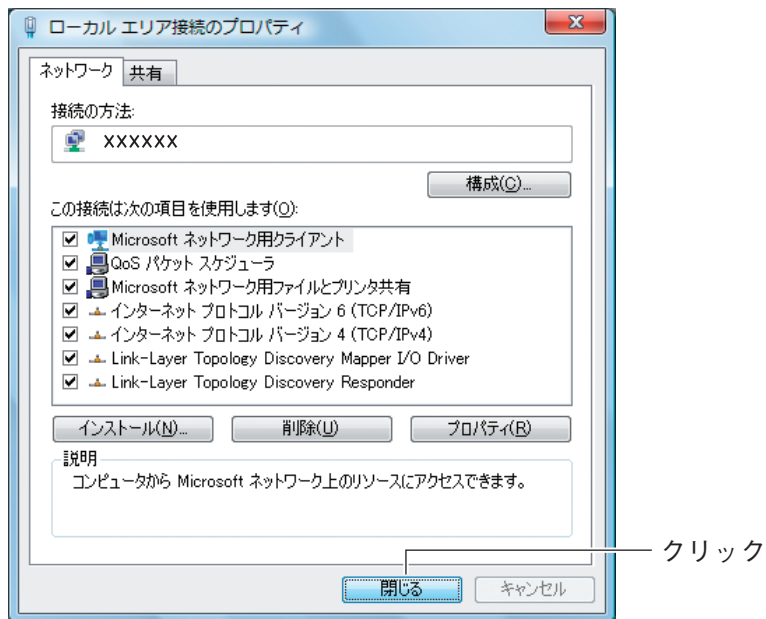 ローカル エリア接続のプロパティ
ネットワーク 共有
接続の方法:
XXXXXX
構成(C)...
この接続は次の項目を使用します(O):
Microsoft ネットワーク用クライアント
QoS パケット スケジューラ
Microsoft ネットワーク用ファイルとプリンタ共有
インターネット プロトコル バージョン 6 (TCP/IPv6)
インターネット プロトコル バージョン 4 (TCP/IPv4)
Link-Layer Topology Discovery Mapper I/O Driver
Link-Layer Topology Discovery Responder
インストール(N)... 削除(U) プロパティ(R)
説明
コンピュータから Microsoft ネットワーク上のリソースにアクセスできます。
クリック
閉じる キャンセル